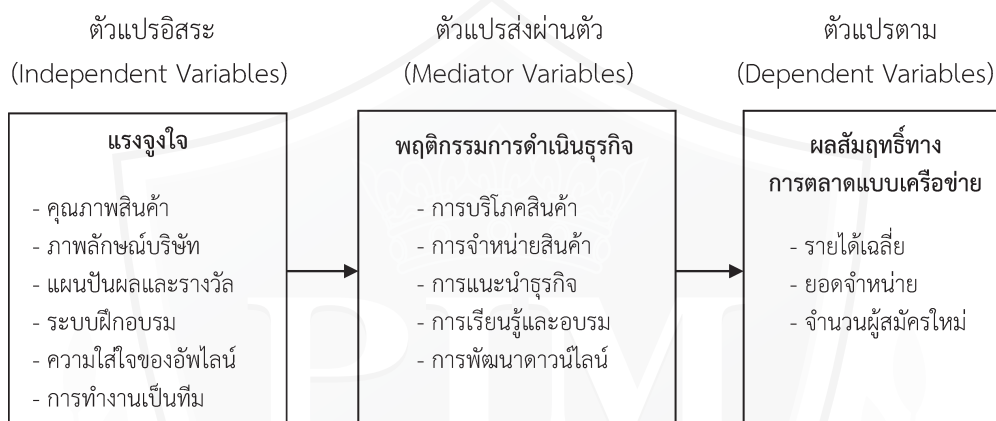 ตัวแปรอิสระ
(Independent Variables)
แรงจูงใจ
- คุณภาพสินค้า
- ภาพลักษณ์บริษัท
- แผนปันผลและรางวัล
- ระบบฝึกอบรม
- ความใส่ใจของอัพไลน์
- การทำงานเป็นทีม
ตัวแปรส่งผ่านตัว
(Mediator Variables)
พฤติกรรมการดำเนินธุรกิจ
- การบริโภคสินค้า
- การจำหน่ายสินค้า
- การแนะนำธุรกิจ
- การเรียนรู้และอบรม
- การพัฒนาดาวน์ไลน์
ตัวแปรตาม
(Dependent Variables)
ผลสัมฤทธิ์ทาง
การตลาดแบบเครือข่าย
- รายได้เฉลี่ย
- ยอดจำหน่าย
- จำนวนผู้สมัครใหม่
PIM